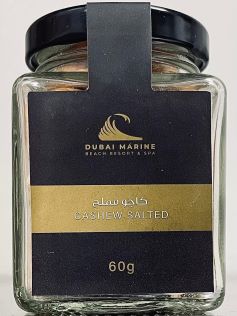 DUBAI MARINE
BEACH RESORT & SPA
كاجو مملح
CASHEW SALTED
60g